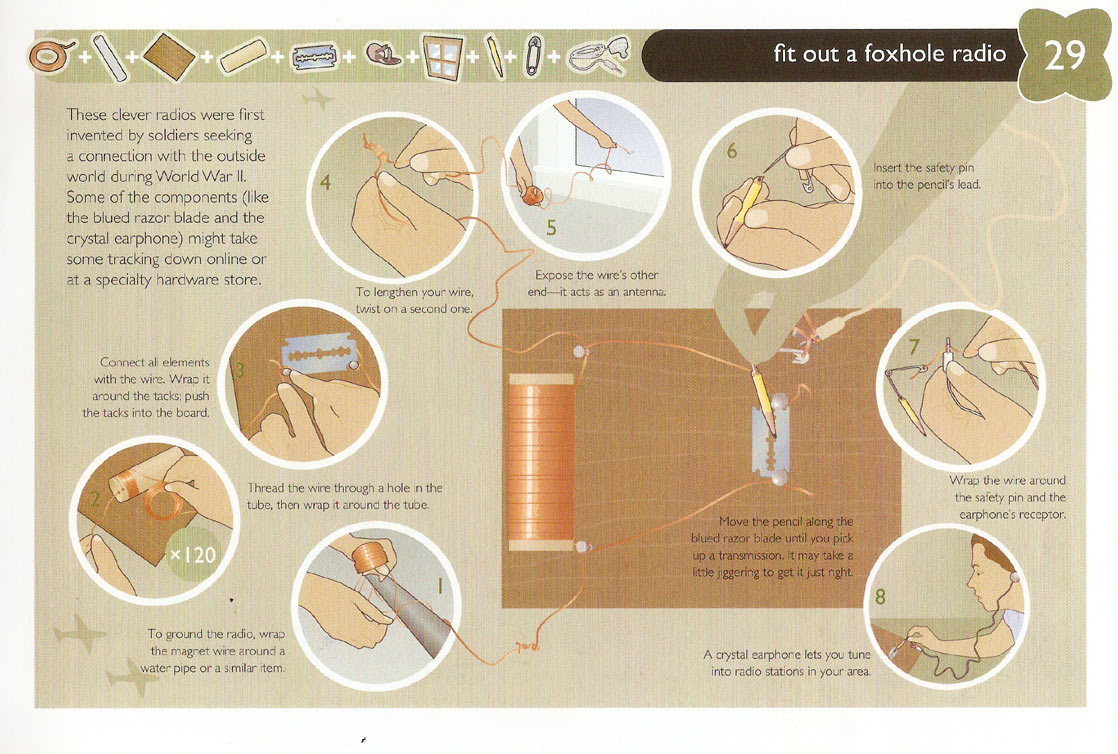 fit out a foxhole radio
29
These clever radios were first
invented by soldiers seeking
a connection with the outside
world during World War II.
Some of the components (like
the blued razor blade and the
crystal earphone) might take
some tracking down online or
at a specialty hardware store.
1
To ground the radio, wrap
the magnet wire around a
water pipe or a similar item.
2
×120
Thread the wire through a hole in the
tube, then wrap it around the tube.
3
Connect all elements
with the wire. Wrap it
around the tacks; push
the tacks into the board.
4
To lengthen your wire,
twist on a second one.
5
Expose the wire's other
end—it acts as an antenna.
6
Insert the safety pin
into the pencil's lead.
7
Wrap the wire around
the safety pin and the
earphone's receptor.
Move the pencil along the
blued razor blade until you pick
up a transmission. It may take a
little jiggering to get it just right.
8
A crystal earphone lets you tune
into radio stations in your area.